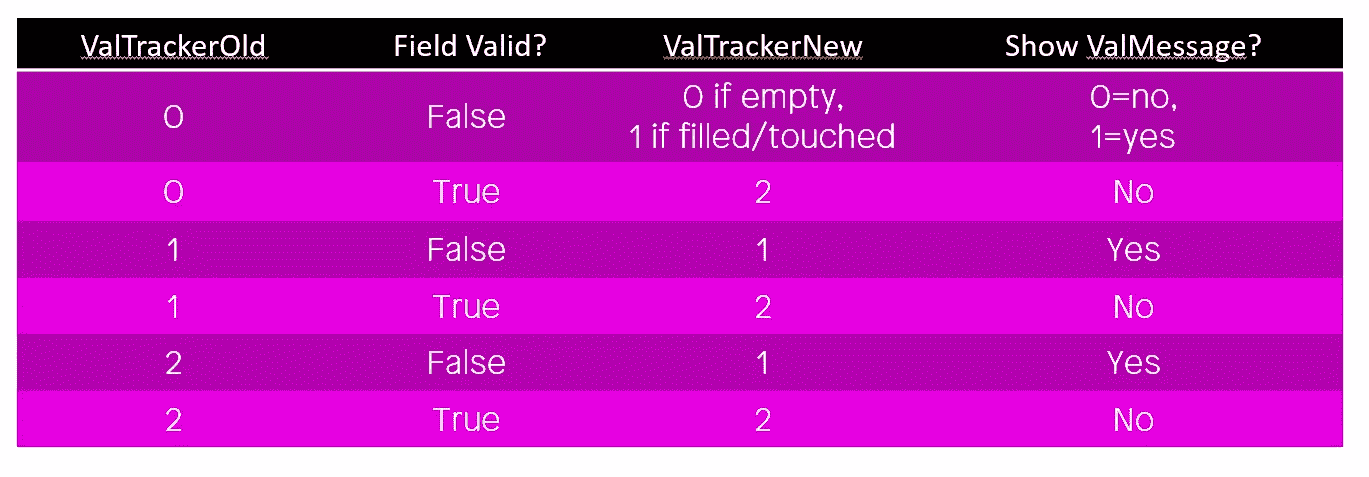 ValTrackerOld Field Valid? ValTrackerNew Show ValMessage?
0 False 0 if empty, 0=no,
1 if filled/touched 1=yes
0 True 2 No
1 False 1 Yes
1 True 2 No
2 False 1 Yes
2 True 2 No